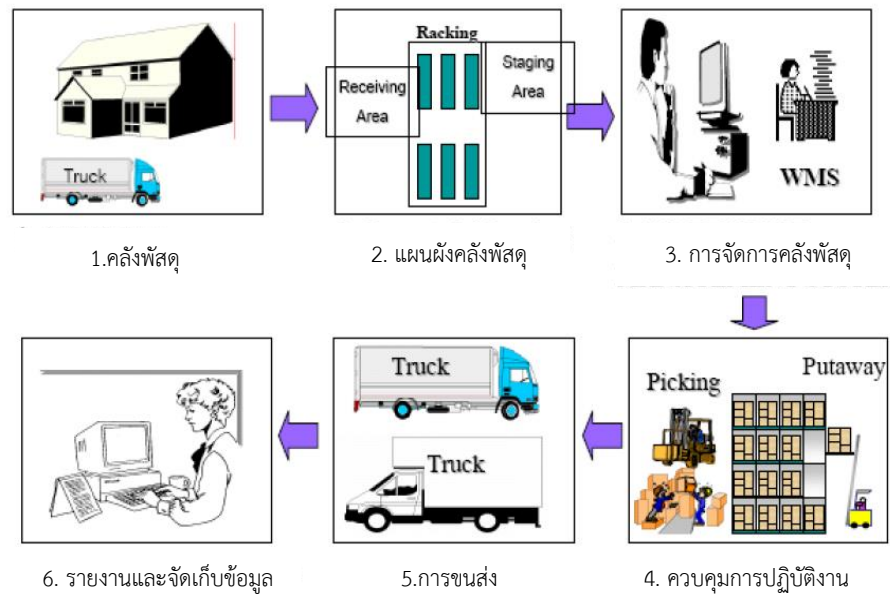 Truck
1.คลังพัสดุ
Racking
Receiving
Area
Staging
Area
2. แผนผังคลังพัสดุ
WMS
3. การจัดการคลังพัสดุ
Picking
Putaway
4. ควบคุมการปฏิบัติงาน
Truck
Truck
5.การขนส่ง
6. รายงานและจัดเก็บข้อมูล